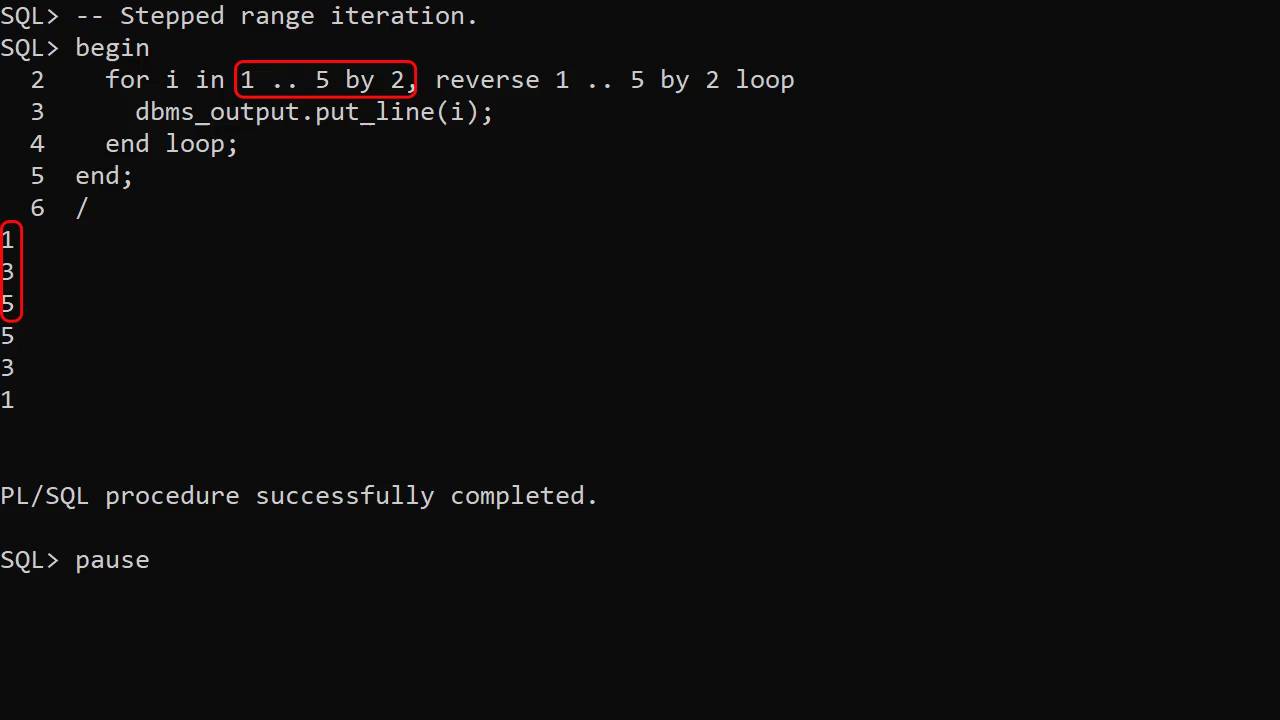 SQL> -- Stepped range iteration.
SQL> begin
  2    for i in 1 .. 5 by 2, reverse 1 .. 5 by 2 loop
  3      dbms_output.put_line(i);
  4    end loop;
  5  end;
  6  /
1
3
5
5
3
1
PL/SQL procedure successfully completed.
SQL> pause